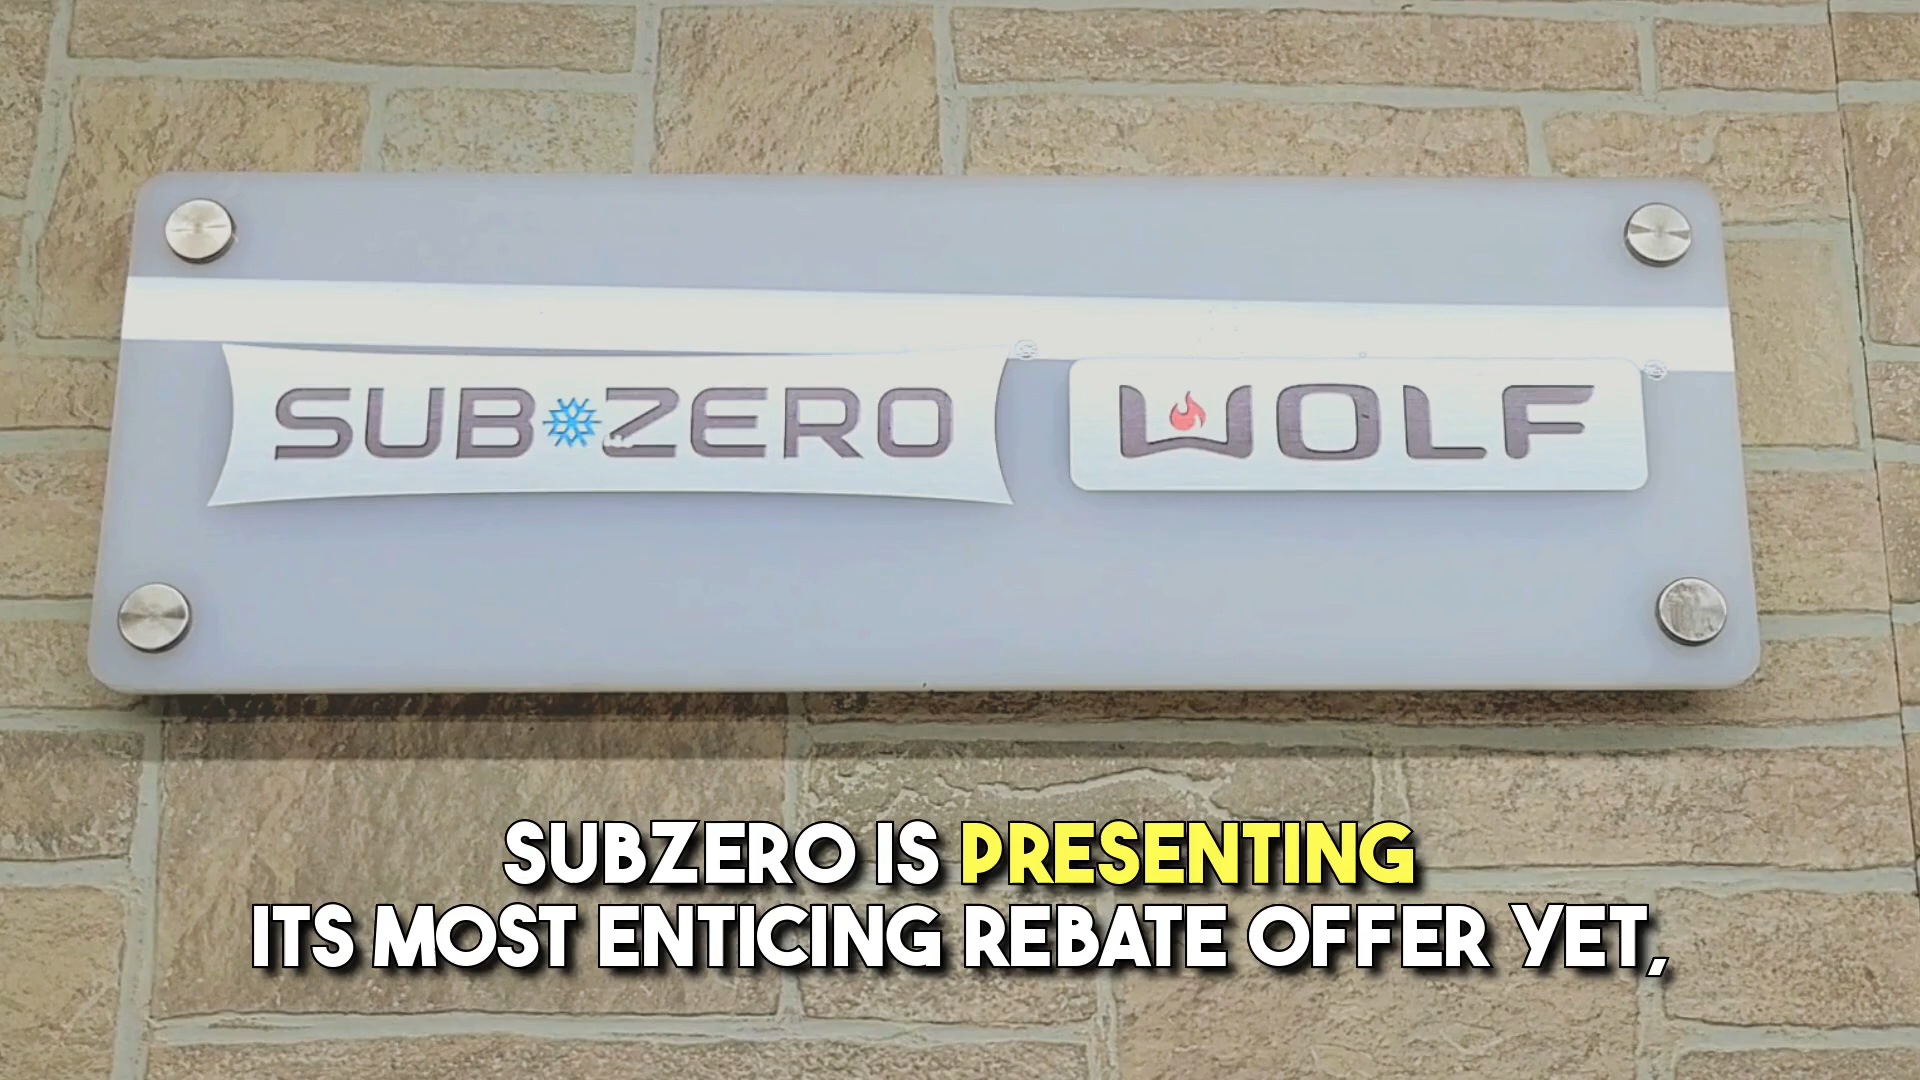 SUB ZERO WOLF
SUBZERO IS PRESENTING
ITS MOST ENTICING REBATE OFFER YET,